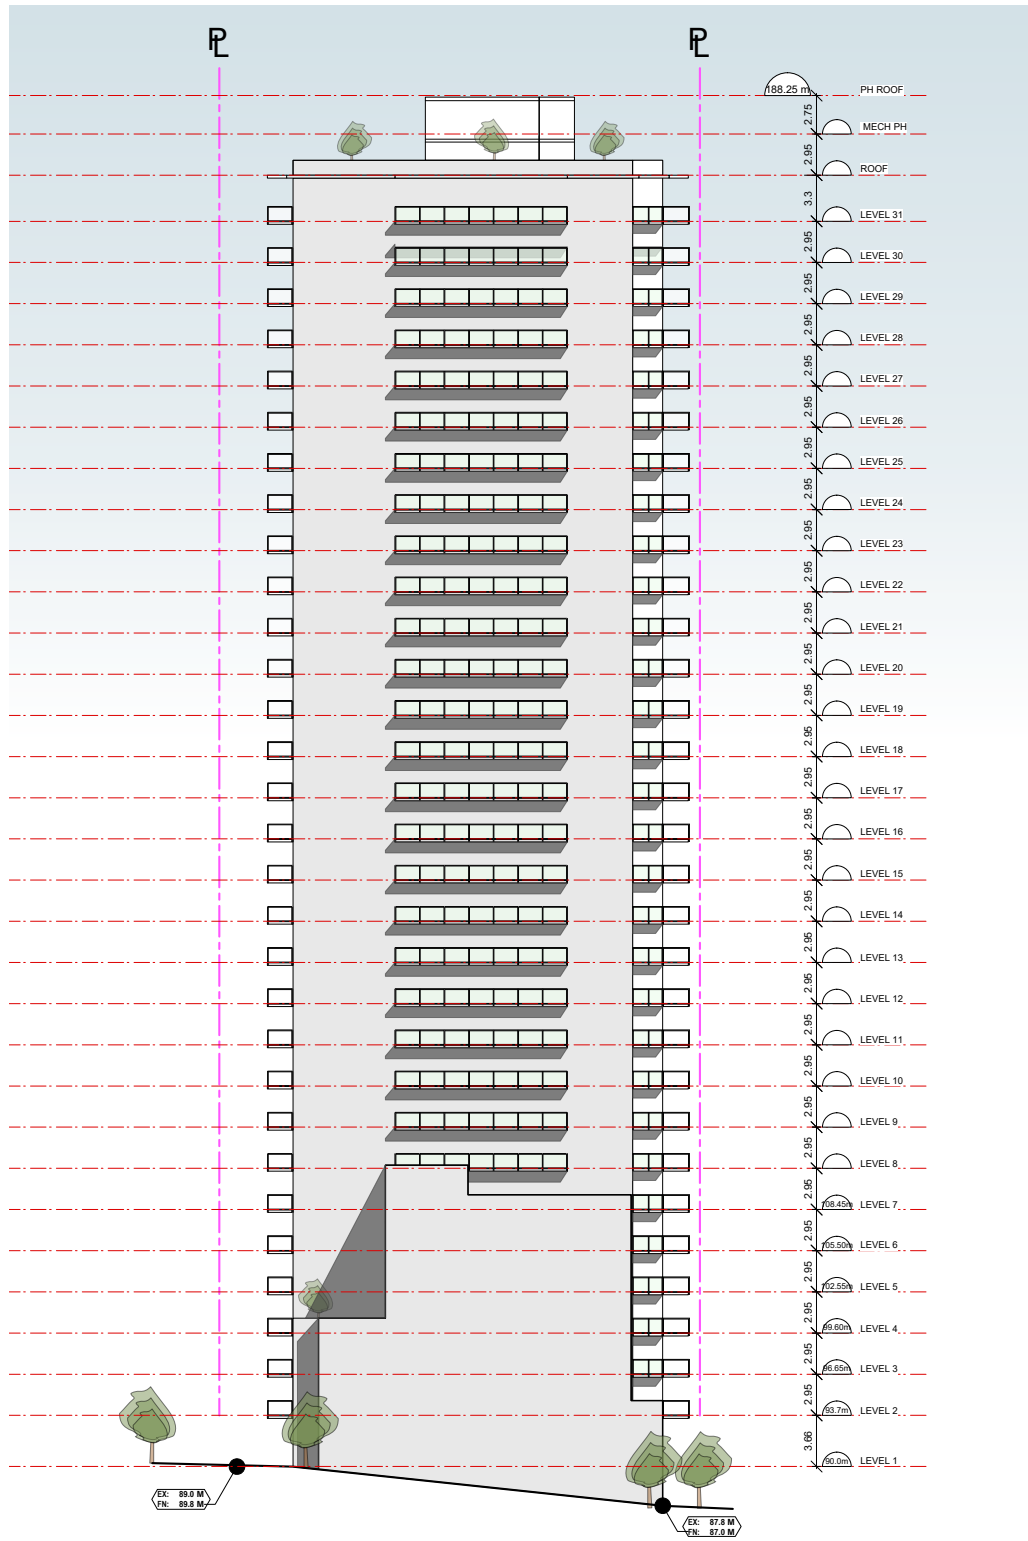 PL PL
188.25 m PH ROOF
2.75
MECH PH
2.95
ROOF
3.3
LEVEL 31
2.95
LEVEL 30
2.95
LEVEL 29
2.95
LEVEL 28
2.95
LEVEL 27
2.95
LEVEL 26
2.95
LEVEL 25
2.95
LEVEL 24
2.95
LEVEL 23
2.95
LEVEL 22
2.95
LEVEL 21
2.95
LEVEL 20
2.95
LEVEL 19
2.95
LEVEL 18
2.95
LEVEL 17
2.95
LEVEL 16
2.95
LEVEL 15
2.95
LEVEL 14
2.95
LEVEL 13
2.95
LEVEL 12
2.95
LEVEL 11
2.95
LEVEL 10
2.95
LEVEL 9
2.95
LEVEL 8
2.95
108.45m LEVEL 7
2.95
105.50m LEVEL 6
2.95
102.55m LEVEL 5
2.95
99.60m LEVEL 4
2.95
96.65m LEVEL 3
2.95
93.7m LEVEL 2
3.66
90.0m LEVEL 1
EX: 89.0 M
FN: 89.8 M
EX: 87.8 M
FN: 87.0 M